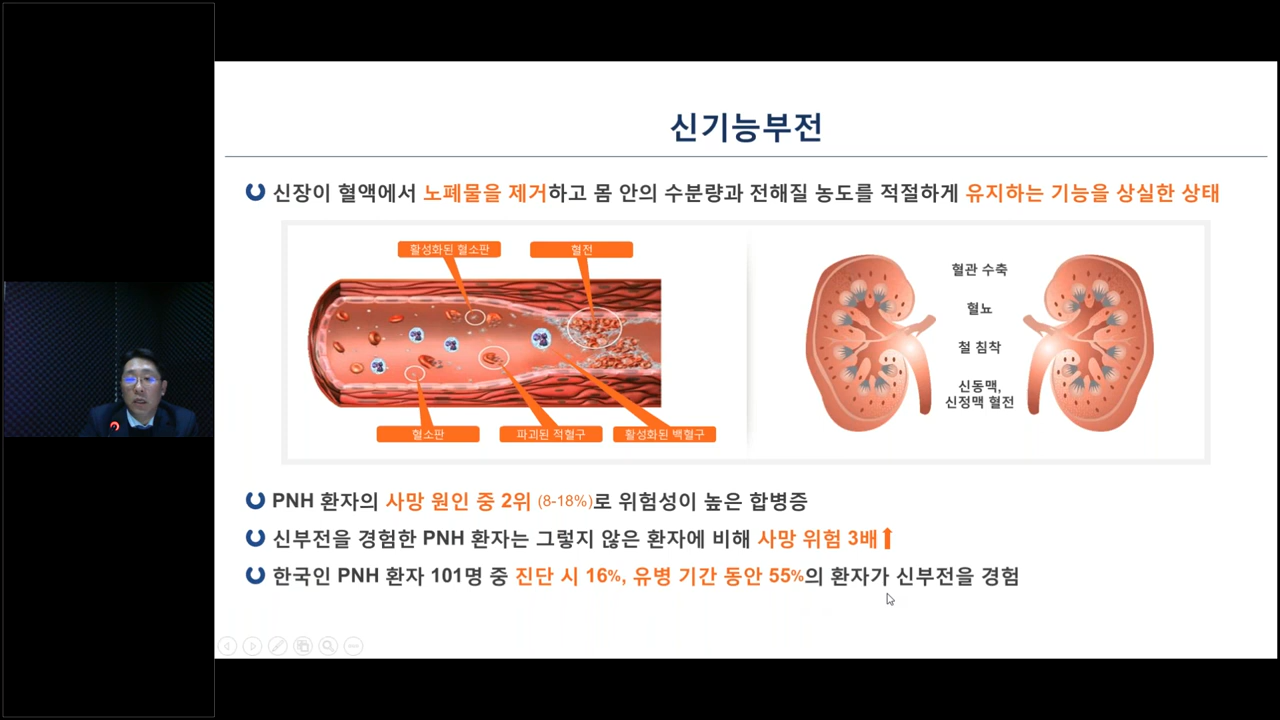 신기능부전
신장이 혈액에서 노폐물을 제거하고 몸 안의 수분량과 전해질 농도를 적절하게 유지하는 기능을 상실한 상태
활성화된 혈소판
혈전
혈소판
파괴된 적혈구
활성화된 백혈구
혈관 수축
혈뇨
철 침착
신동맥,
신정맥 혈전
PNH 환자의 사망 원인 중 2위 (8-18%)로 위험성이 높은 합병증
신부전을 경험한 PNH 환자는 그렇지 않은 환자에 비해 사망 위험 3배
한국인 PNH 환자 101명 중 진단 시 16%, 유병 기간 동안 55%의 환자가 신부전을 경험